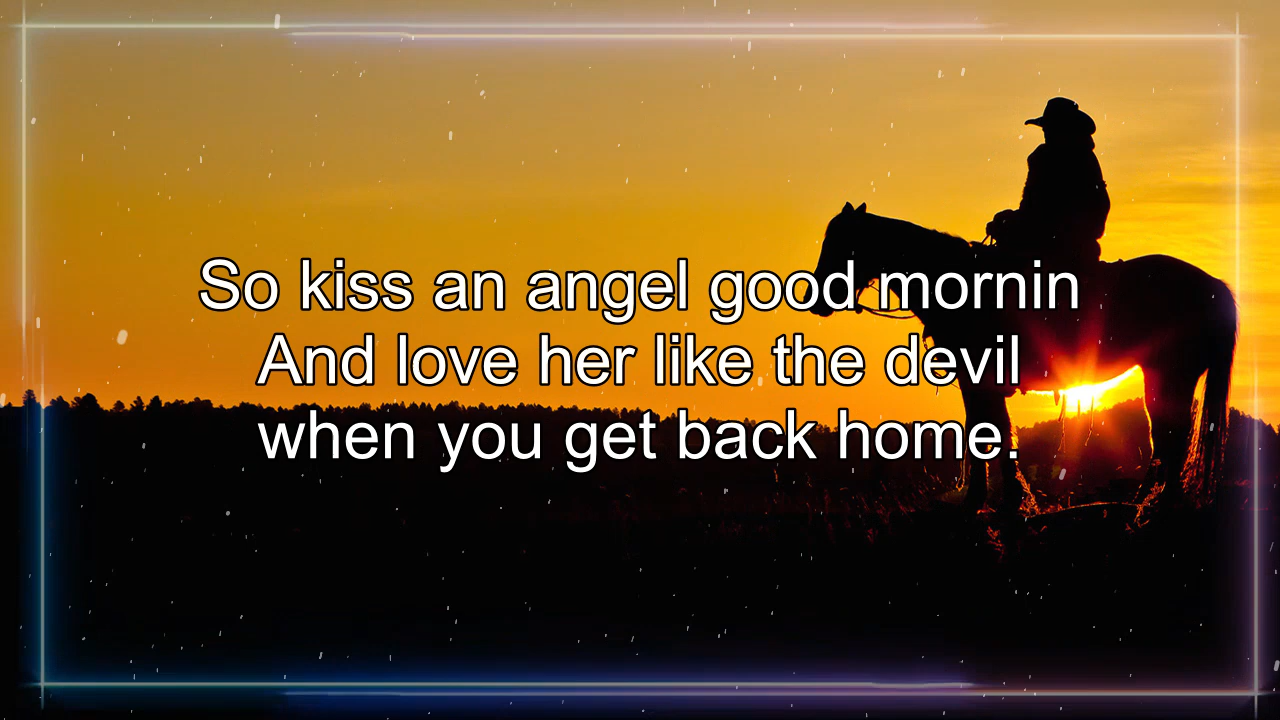 So kiss an angel good mornin
And love her like the devil
when you get back home.